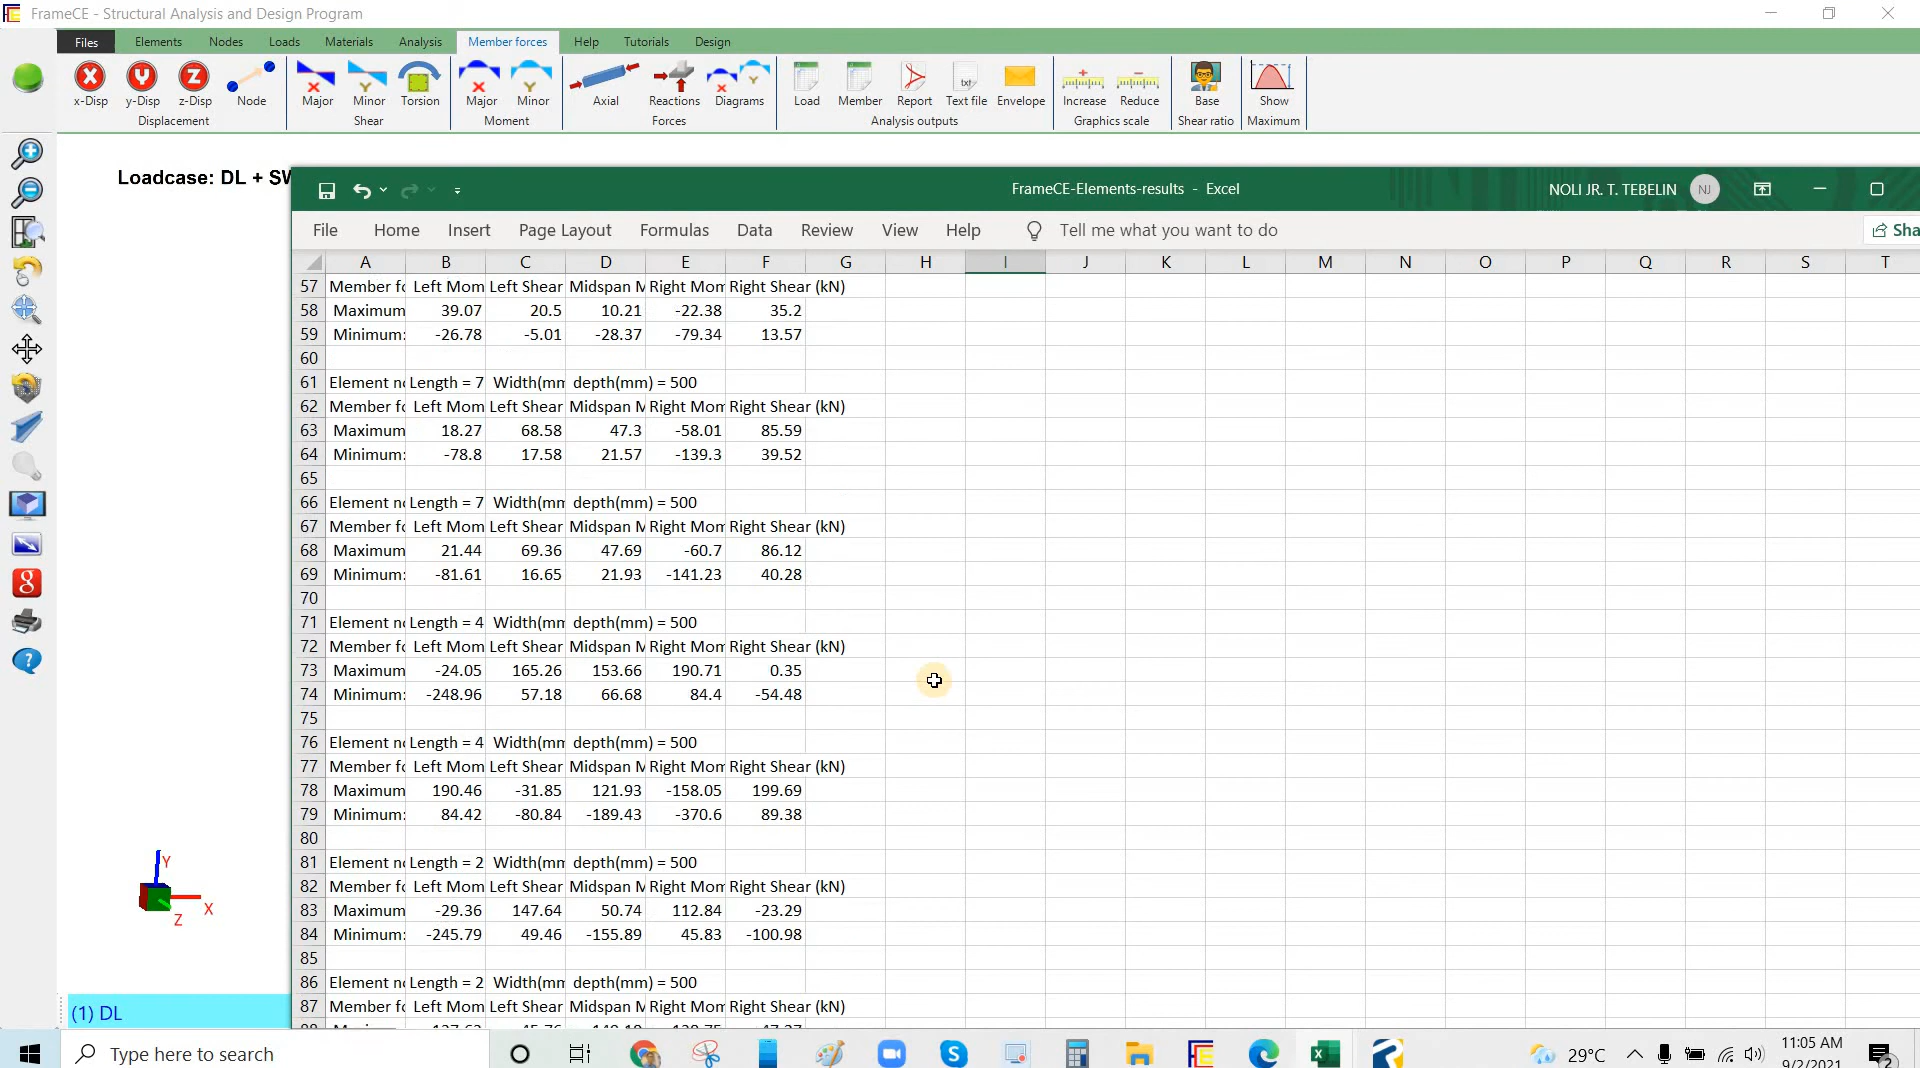 FrameCE - Structural Analysis and Design Program
Files Elements Nodes Loads Materials Analysis Member forces Help Tutorials Design
x-Disp y-Disp z-Disp Node Major Minor Torsion Major Minor Axial Reactions Diagrams Load Member Report Text file Envelope Increase Reduce Base Show
Displacement Shear Moment Forces Analysis outputs Graphics scale Shear ratio Maximum
Loadcase: DL + SW
FrameCE-Elements-results - Excel NOLI JR. T. TEBELIN NJ
File Home Insert Page Layout Formulas Data Review View Help Tell me what you want to do Sha
A B C D E F G H I J K L M N O P Q R S T
57 Member fo Left Mom Left Shear Midspan M Right Mom Right Shear (kN)
58 Maximum 39.07 20.5 10.21 -22.38 35.2
59 Minimum: -26.78 -5.01 -28.37 -79.34 13.57
60
61 Element no Length = 7 Width(mm depth(mm) = 500
62 Member fo Left Mom Left Shear Midspan M Right Mom Right Shear (kN)
63 Maximum 18.27 68.58 47.3 -58.01 85.59
64 Minimum: -78.8 17.58 21.57 -139.3 39.52
65
66 Element no Length = 7 Width(mm depth(mm) = 500
67 Member fo Left Mom Left Shear Midspan M Right Mom Right Shear (kN)
68 Maximum 21.44 69.36 47.69 -60.7 86.12
69 Minimum: -81.61 16.65 21.93 -141.23 40.28
70
71 Element no Length = 4 Width(mm depth(mm) = 500
72 Member fo Left Mom Left Shear Midspan M Right Mom Right Shear (kN)
73 Maximum -24.05 165.26 153.66 190.71 0.35
74 Minimum: -248.96 57.18 66.68 84.4 -54.48
75
76 Element no Length = 4 Width(mm depth(mm) = 500
77 Member fo Left Mom Left Shear Midspan M Right Mom Right Shear (kN)
78 Maximum 190.46 -31.85 121.93 -158.05 199.69
79 Minimum: 84.42 -80.84 -189.43 -370.6 89.38
80
81 Element no Length = 2 Width(mm depth(mm) = 500
82 Member fo Left Mom Left Shear Midspan M Right Mom Right Shear (kN)
83 Maximum -29.36 147.64 50.74 112.84 -23.29
84 Minimum: -245.79 49.46 -155.89 45.83 -100.98
85
86 Element no Length = 2 Width(mm depth(mm) = 500
87 Member fo Left Mom Left Shear Midspan M Right Mom Right Shear (kN)
Y
X
Z
(1) DL
Type here to search
29°C
11:05 AM
9/2/2021
2